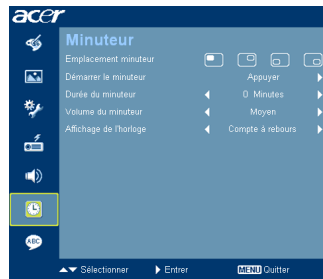 acer
Minuteur
Emplacement minuteur
Démarrer le minuteur Appuyer
Durée du minuteur 0 Minutes
Volume du minuteur Moyen
Affichage de l'horloge Compte à rebours
ABC
Sélectionner Entrer MENU Quitter